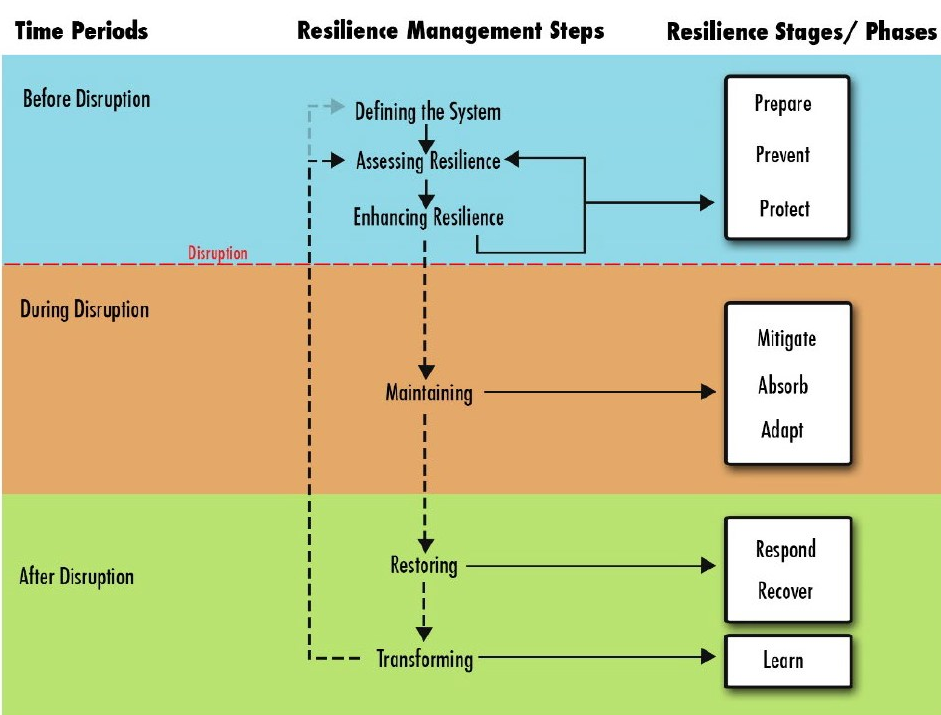 Time Periods
Resilience Management Steps
Resilience Stages/ Phases
Before Disruption
Defining the System
Assessing Resilience
Enhancing Resilience
Prepare
Prevent
Protect
Disruption
During Disruption
Maintaining
Mitigate
Absorb
Adapt
After Disruption
Restoring
Respond
Recover
Transforming
Learn